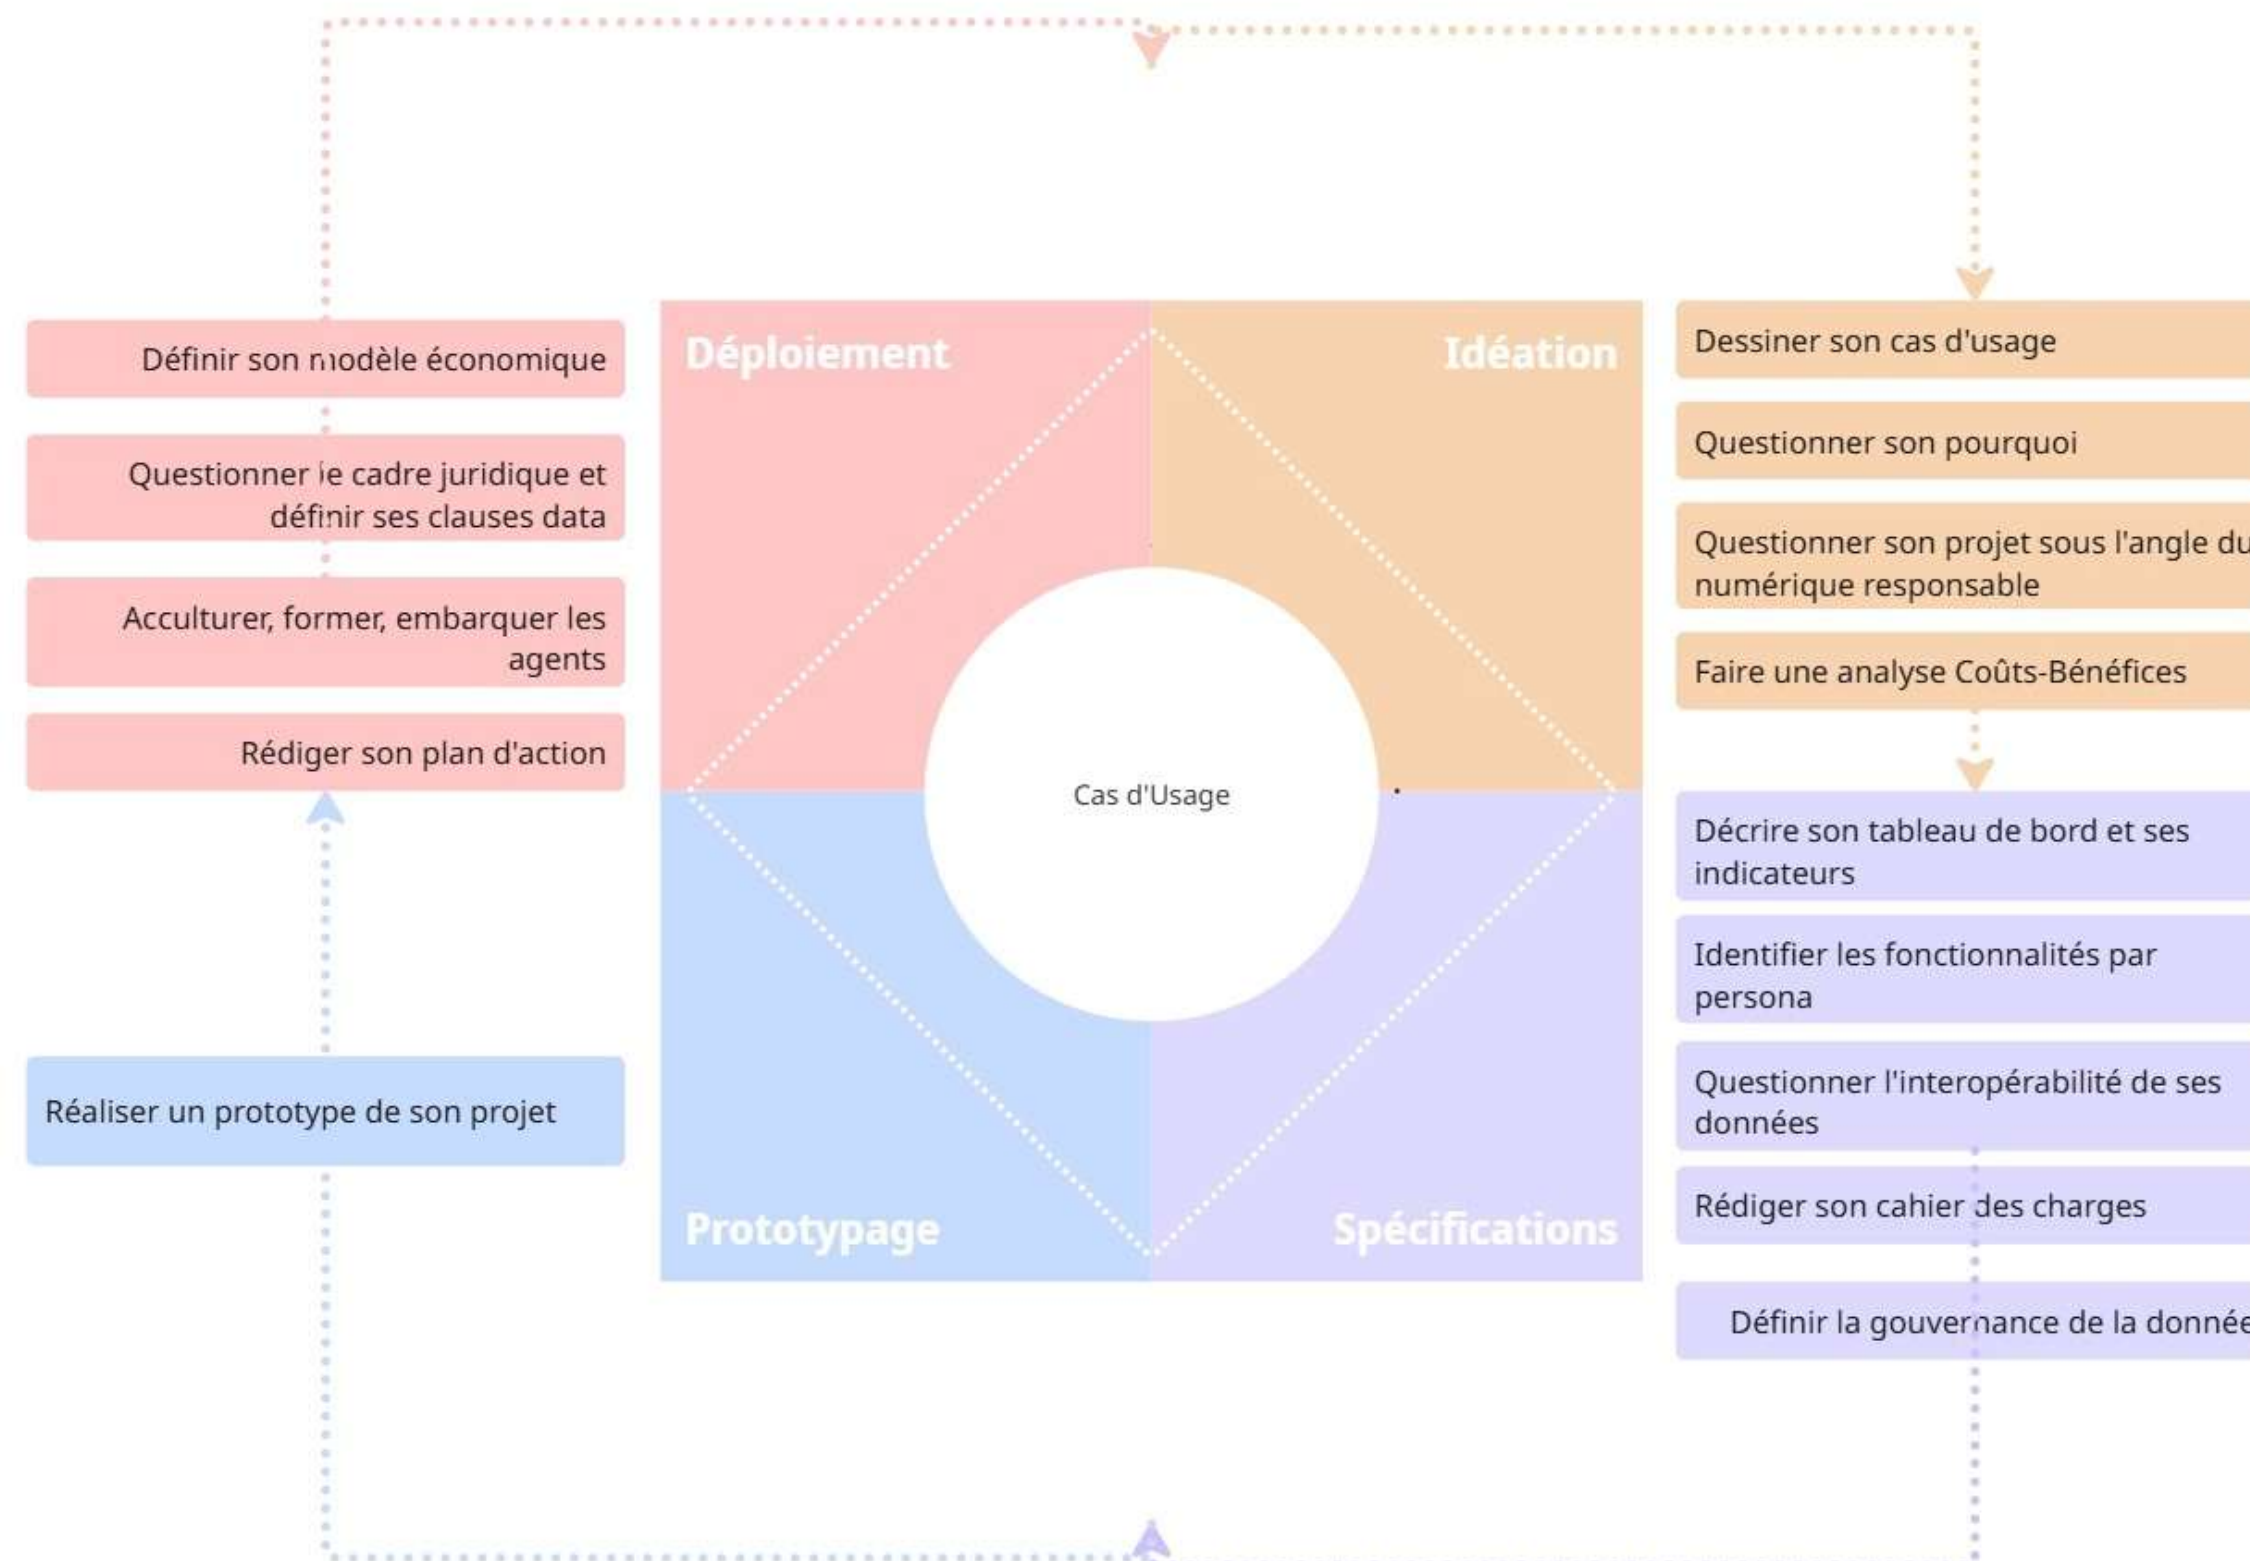 Définir son modèle économique
Questionner le cadre juridique et
définir ses clauses data
Acculturer, former, embarquer les
agents
Rédiger son plan d'action
Réaliser un prototype de son projet
Déploiement
Idéation
Cas d'Usage
Prototypage
Spécifications
Dessiner son cas d'usage
Questionner son pourquoi
Questionner son projet sous l'angle du
numérique responsable
Faire une analyse Coûts-Bénéfices
Décrire son tableau de bord et ses
indicateurs
Identifier les fonctionnalités par
persona
Questionner l'interopérabilité de ses
données
Rédiger son cahier des charges
Définir la gouvernance de la donnée